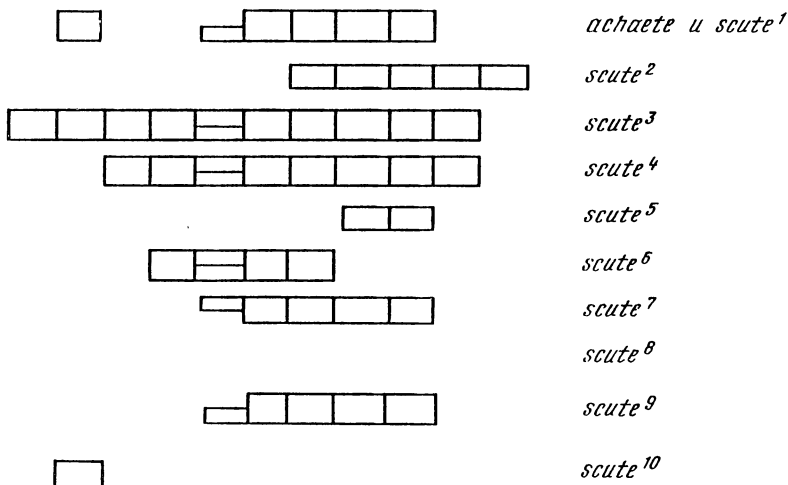 achaete и scute¹
scute²
scute³
scute⁴
scute⁵
scute⁶
scute⁷
scute⁸
scute⁹
scute¹⁰